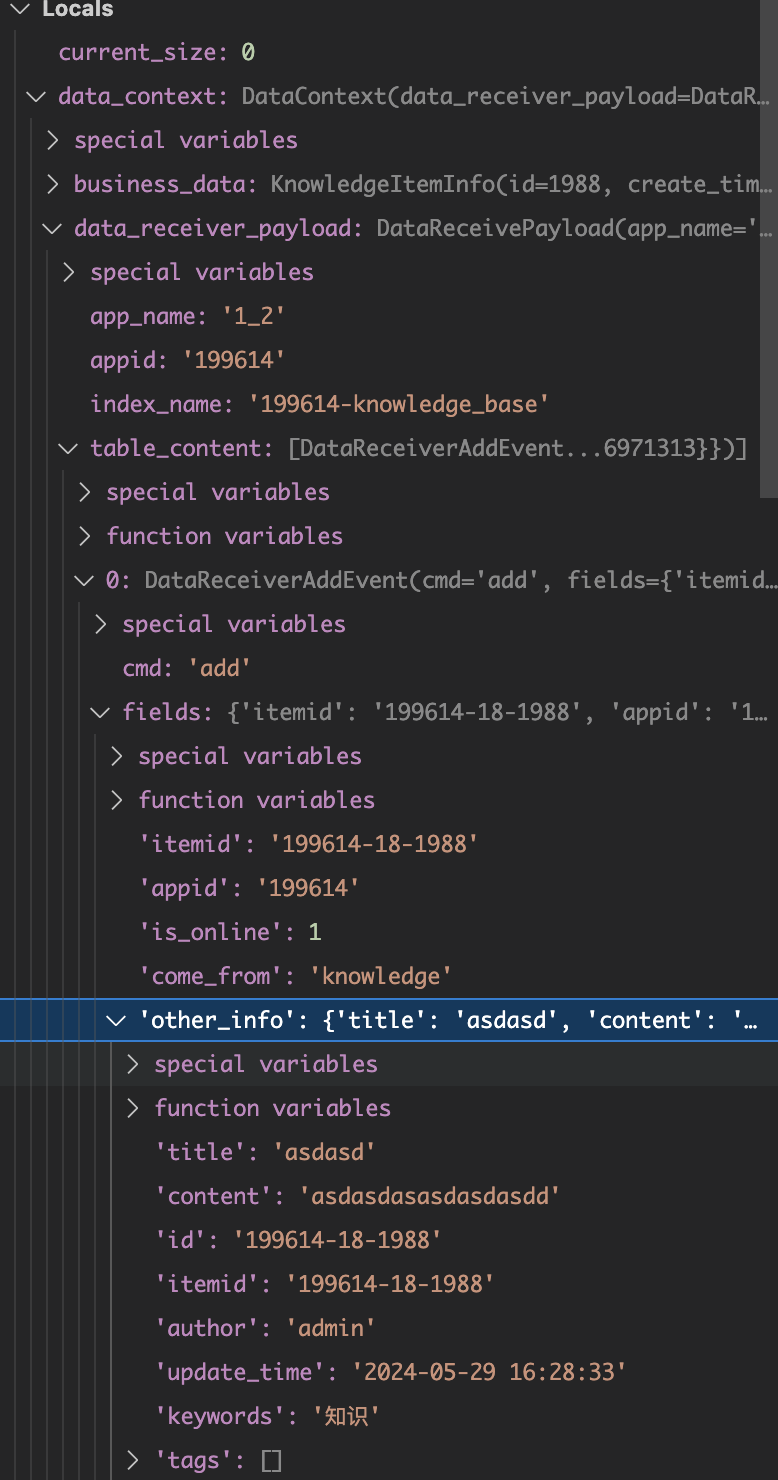 Locals
current_size: 0
data_context: DataContext(data_receiver_payload=DataR…
special variables
business_data: KnowledgeItemInfo(id=1988, create_tim…
data_receiver_payload: DataReceivePayload(app_name='…
special variables
app_name: '1_2'
appid: '199614'
index_name: '199614-knowledge_base'
table_content: [DataReceiverAddEvent...6971313}})]
special variables
function variables
0: DataReceiverAddEvent(cmd='add', fields={'itemid…
special variables
cmd: 'add'
fields: {'itemid': '199614-18-1988', 'appid': '1…
special variables
function variables
'itemid': '199614-18-1988'
'appid': '199614'
'is_online': 1
'come_from': 'knowledge'
'other_info': {'title': 'asdasd', 'content': '…
special variables
function variables
'title': 'asdasd'
'content': 'asdasdasasdasdasdd'
'id': '199614-18-1988'
'itemid': '199614-18-1988'
'author': 'admin'
'update_time': '2024-05-29 16:28:33'
'keywords': '知识'
'tags': []